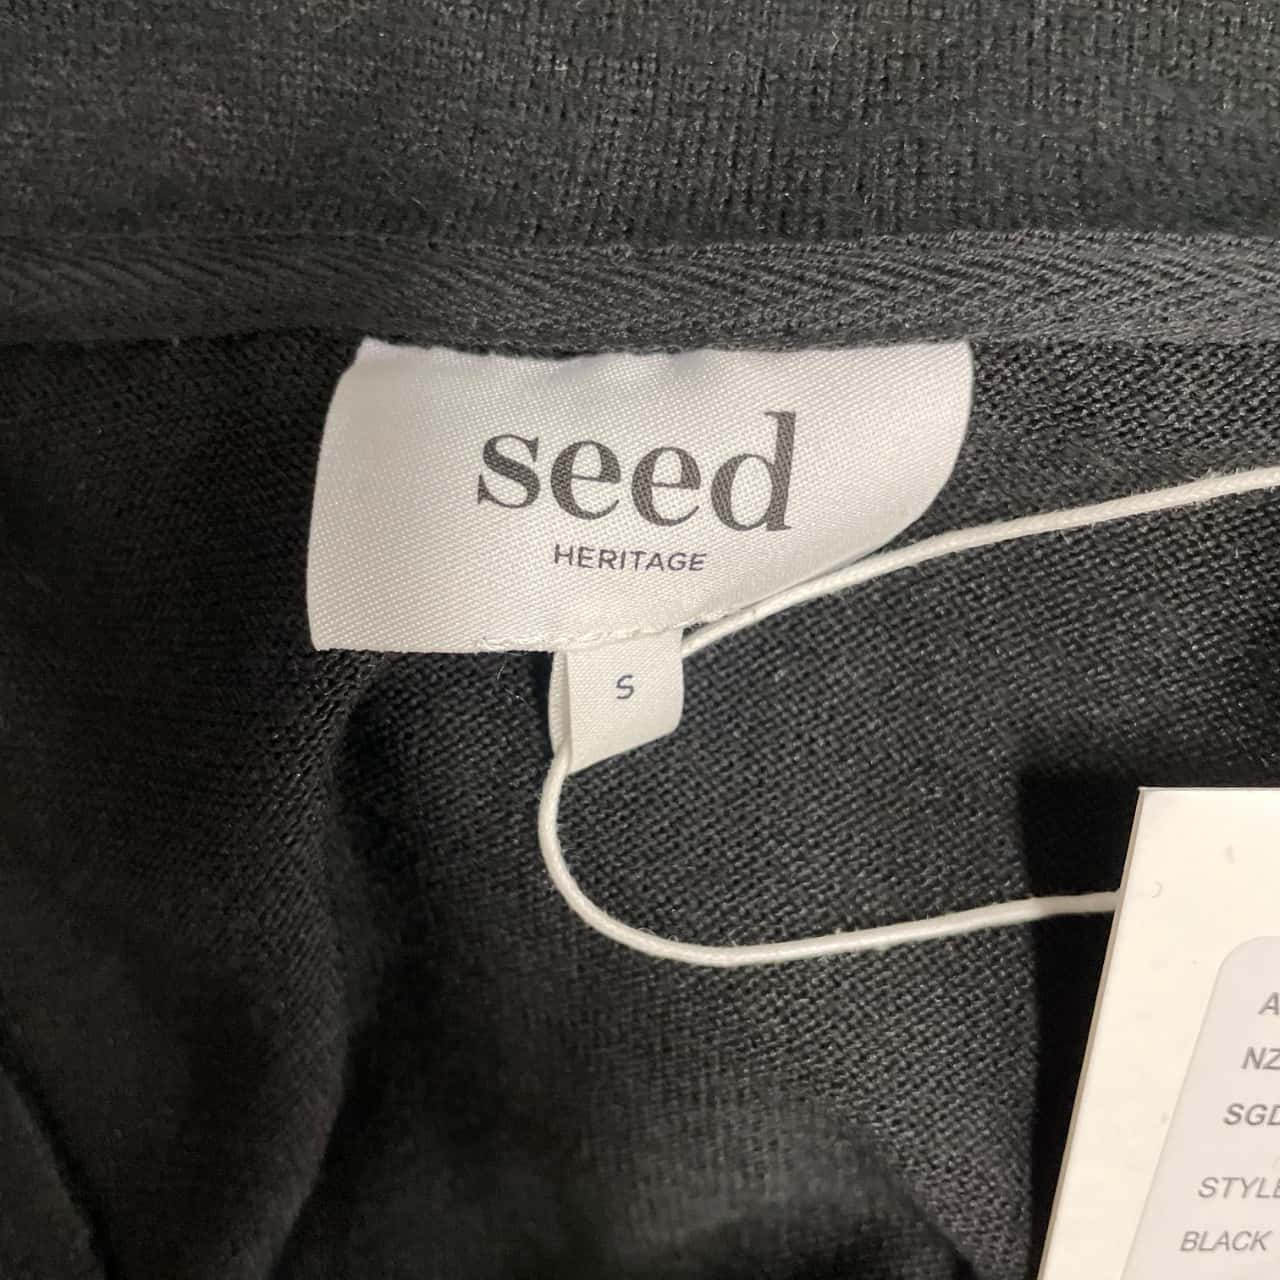 seed
HERITAGE
S
A
NZ
SGD
STYLE
BLACK